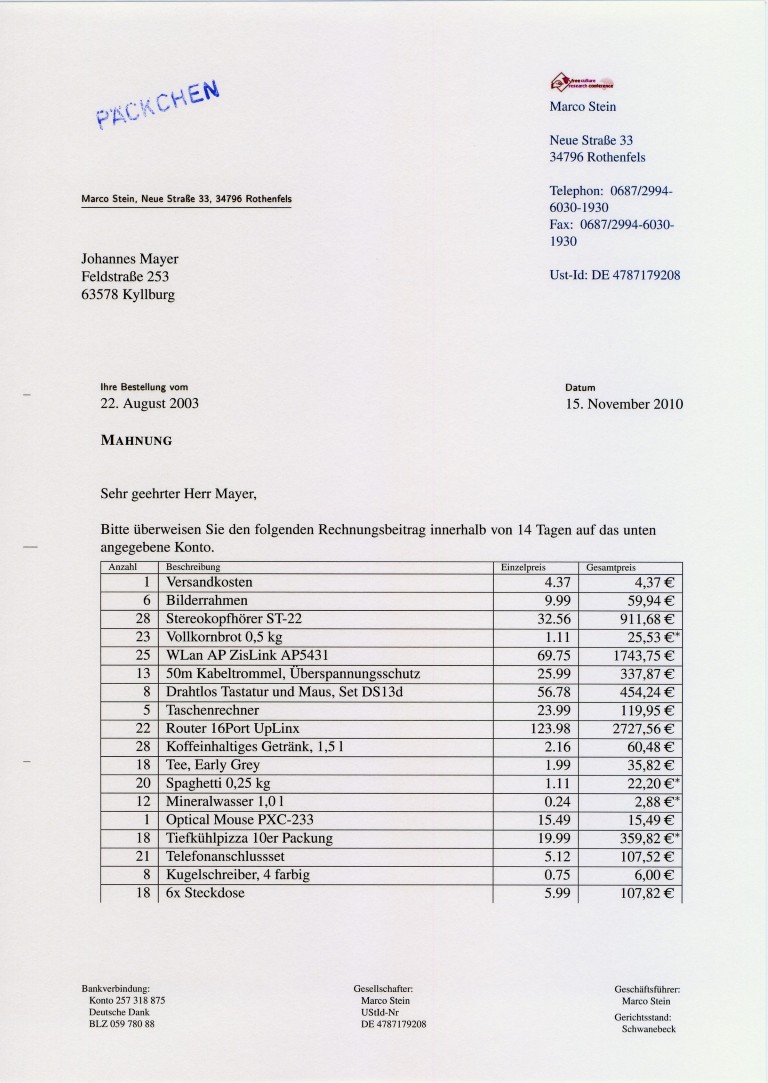 PÄCKCHEN
free culture
research conference
Marco Stein
Neue Straße 33
34796 Rothenfels
Telephon: 0687/2994-
6030-1930
Fax: 0687/2994-6030-
1930
Ust-Id: DE 4787179208
Marco Stein, Neue Straße 33, 34796 Rothenfels
Johannes Mayer
Feldstraße 253
63578 Kyllburg
Ihre Bestellung vom Datum
22. August 2003 15. November 2010
MAHNUNG
Sehr geehrter Herr Mayer,
Bitte überweisen Sie den folgenden Rechnungsbeitrag innerhalb von 14 Tagen auf das unten
angegebene Konto.
Anzahl Beschreibung Einzelpreis Gesamtpreis
1 Versandkosten 4.37 4,37 €
6 Bilderrahmen 9.99 59,94 €
28 Stereokopfhörer ST-22 32.56 911,68 €
23 Vollkornbrot 0,5 kg 1.11 25,53 €*
25 WLan AP ZisLink AP5431 69.75 1743,75 €
13 50m Kabeltrommel, Überspannungsschutz 25.99 337,87 €
8 Drahtlos Tastatur und Maus, Set DS13d 56.78 454,24 €
5 Taschenrechner 23.99 119,95 €
22 Router 16Port UpLinx 123.98 2727,56 €
28 Koffeinhaltiges Getränk, 1,5 l 2.16 60,48 €
18 Tee, Early Grey 1.99 35,82 €
20 Spaghetti 0,25 kg 1.11 22,20 €*
12 Mineralwasser 1,0 l 0.24 2,88 €*
1 Optical Mouse PXC-233 15.49 15,49 €
18 Tiefkühlpizza 10er Packung 19.99 359,82 €*
21 Telefonanschlussset 5.12 107,52 €
8 Kugelschreiber, 4 farbig 0.75 6,00 €
18 6x Steckdose 5.99 107,82 €
Bankverbindung:
Konto 257 318 875
Deutsche Dank
BLZ 059 780 88
Gesellschafter:
Marco Stein
UStId-Nr
DE 4787179208
Geschäftsführer:
Marco Stein
Gerichtsstand:
Schwanebeck